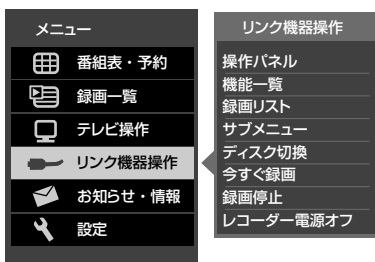 メニュー
番組表・予約
録画一覧
テレビ操作
リンク機器操作
お知らせ・情報
設定
リンク機器操作
操作パネル
機能一覧
録画リスト
サブメニュー
ディスク切換
今すぐ録画
録画停止
レコーダー電源オフ